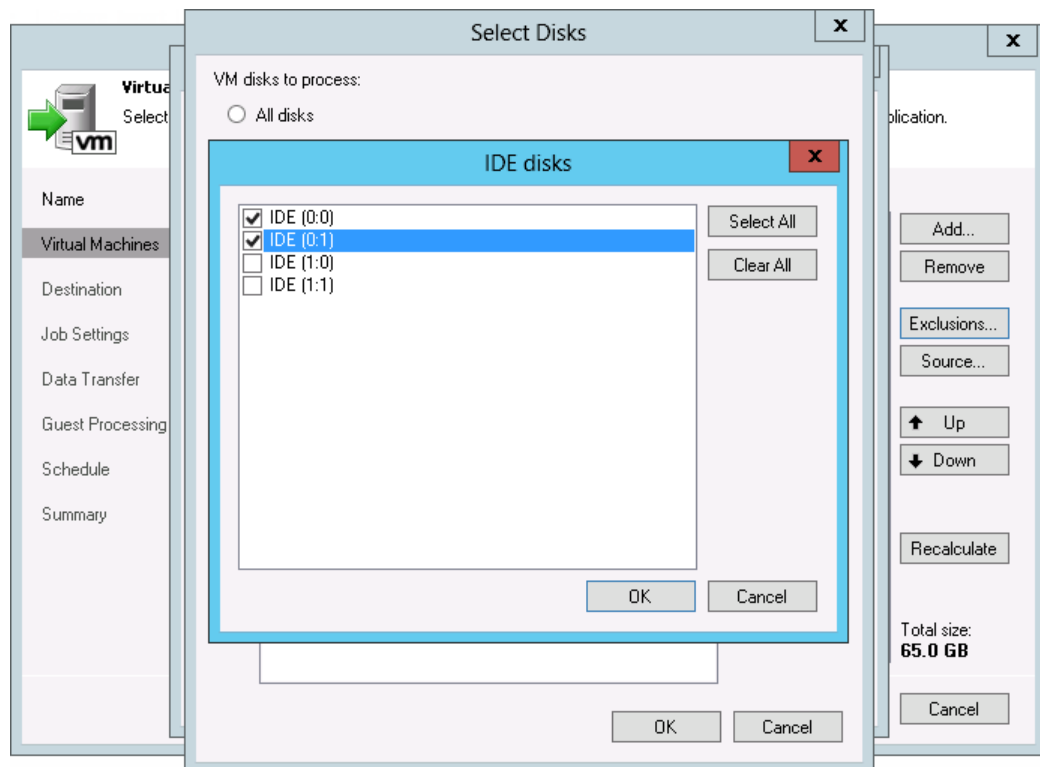 Select Disks
x
x
Virtua
Select
plication.
vm
VM disks to process:
All disks
IDE disks
x
IDE (0:0)
IDE (0:1)
IDE (1:0)
IDE (1:1)
Select All
Clear All
OK
Cancel
Name
Virtual Machines
Destination
Job Settings
Data Transfer
Guest Processing
Schedule
Summary
Add...
Remove
Exclusions...
Source...
Up
Down
Recalculate
Total size:
65.0 GB
OK
Cancel
Cancel